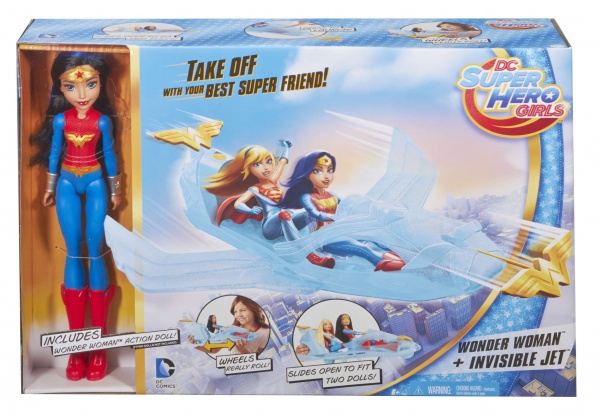 TAKE OFF
WITH YOUR BEST SUPER FRIEND!
DC
SUPER
HERO
GIRLS
INCLUDES
WONDER WOMAN™ ACTION DOLL!
DC COMICS
WHEELS
REALLY ROLL!
SLIDES OPEN TO FIT
TWO DOLLS!
WONDER WOMAN™
+ INVISIBLE JET
WARNING: